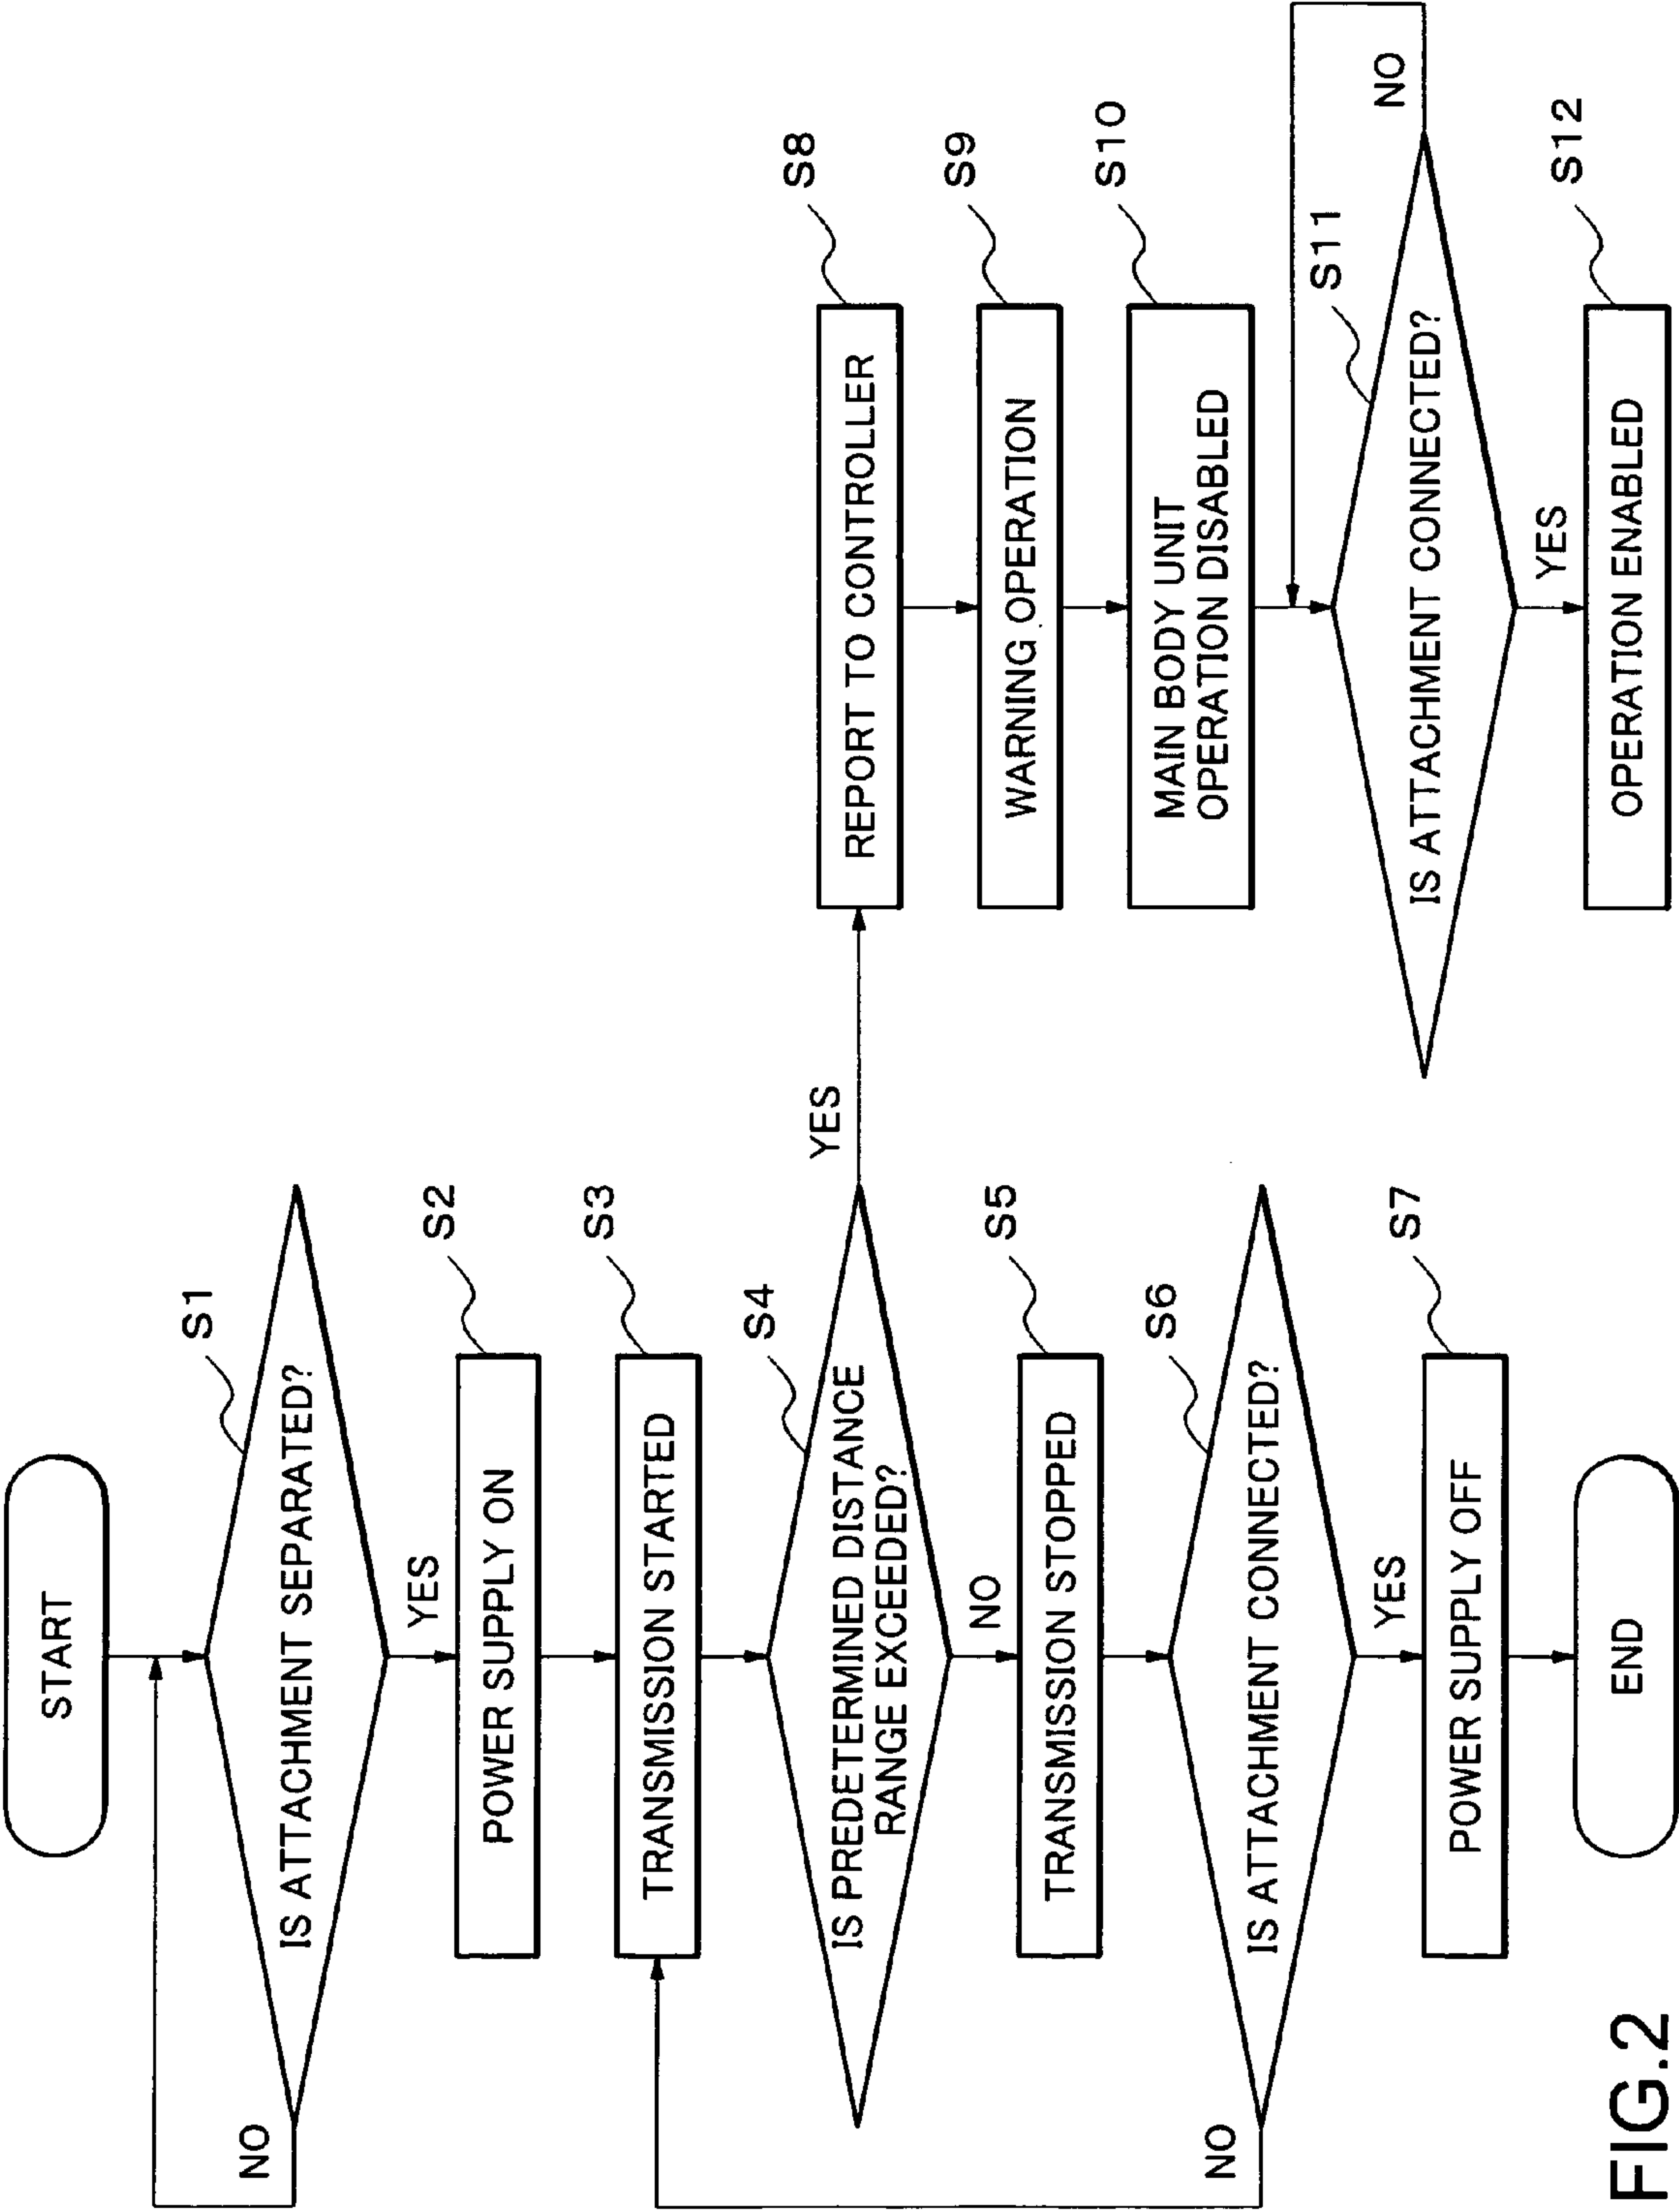 START
S1
IS ATTACHMENT SEPARATED?
NO
YES
S2
POWER SUPPLY ON
S3
TRANSMISSION STARTED
S4
IS PREDETERMINED DISTANCE
RANGE EXCEEDED?
YES
NO
S5
TRANSMISSION STOPPED
S6
IS ATTACHMENT CONNECTED?
NO
YES
S7
POWER SUPPLY OFF
END
S8
REPORT TO CONTROLLER
S9
WARNING OPERATION
S10
MAIN BODY UNIT
OPERATION DISABLED
S11
IS ATTACHMENT CONNECTED?
NO
YES
S12
OPERATION ENABLED
FIG.2